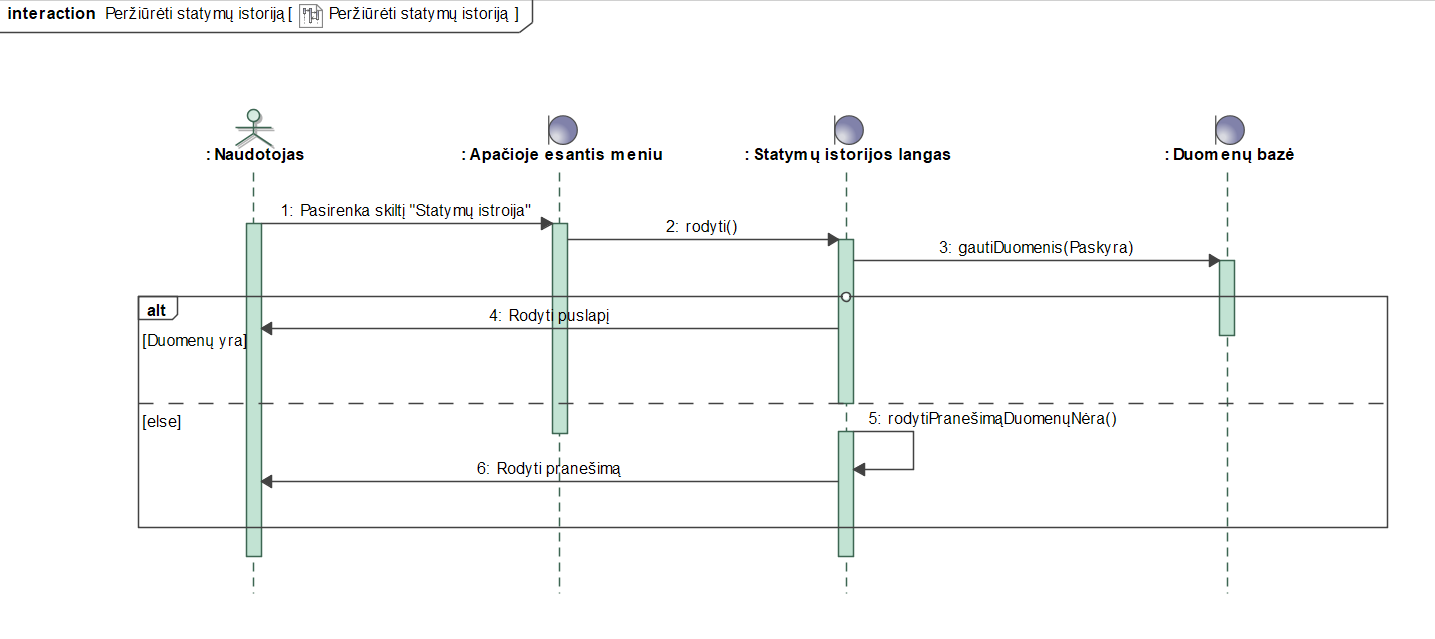 interaction Peržiūrėti statymų istoriją [ Peržiūrėti statymų istoriją ]
: Naudotojas
: Apačioje esantis meniu
: Statymų istorijos langas
: Duomenų bazė
1: Pasirenka skiltį "Statymų istroija"
2: rodyti()
3: gautiDuomenis(Paskyra)
alt
4: Rodyti puslapį
[Duomenų yra]
[else]
5: rodytiPranešimąDuomenųNėra()
6: Rodyti pranešimą